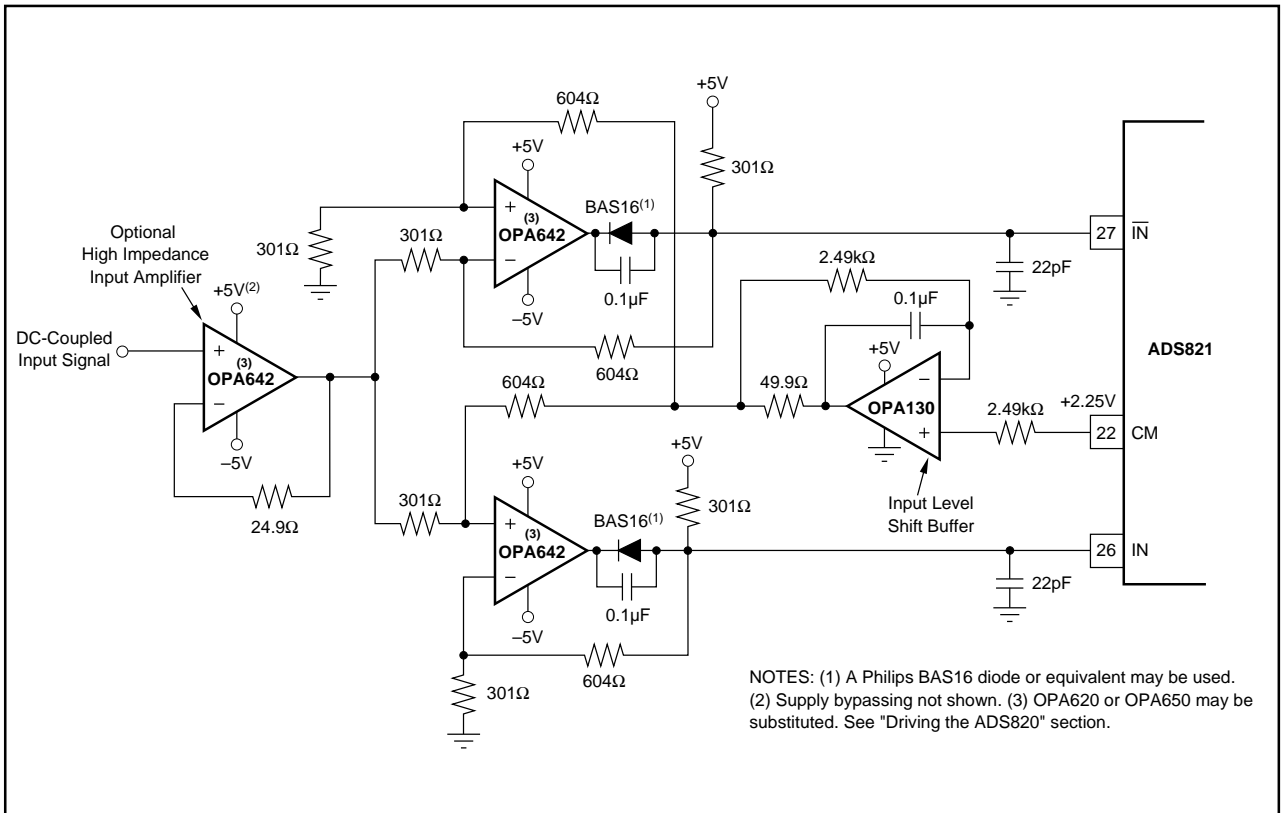 +5V
604Ω
+5V
301Ω
Optional
High Impedance
Input Amplifier
301Ω
301Ω
+
(3)
OPA642
–
–5V
BAS16(1)
0.1µF
27
IN
22pF
2.49kΩ
0.1µF
+5V(2)
DC-Coupled
Input Signal
+
(3)
OPA642
–
–5V
24.9Ω
604Ω
604Ω
49.9Ω
+5V
–
OPA130
+
2.49kΩ
+2.25V
22
CM
ADS821
Input Level
Shift Buffer
+5V
301Ω
301Ω
+5V
+
(3)
OPA642
–
–5V
BAS16(1)
0.1µF
26
IN
22pF
604Ω
301Ω
NOTES: (1) A Philips BAS16 diode or equivalent may be used.
(2) Supply bypassing not shown. (3) OPA620 or OPA650 may be
substituted. See "Driving the ADS820" section.